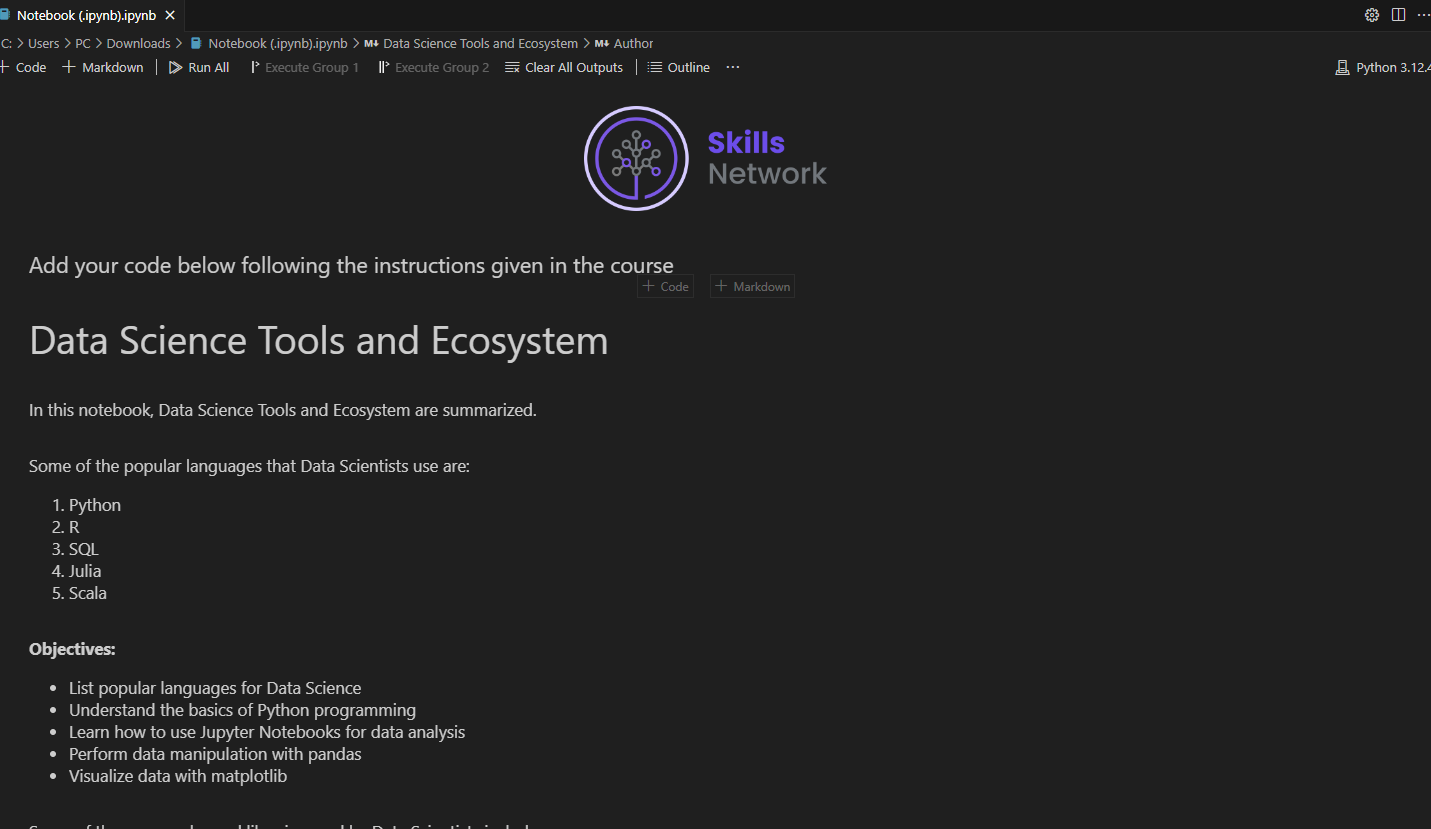 Notebook (.ipynb).ipynb
C: > Users > PC > Downloads > Notebook (.ipynb).ipynb > M↓ Data Science Tools and Ecosystem > M↓ Author
+ Code + Markdown | Run All Execute Group 1 Execute Group 2 Clear All Outputs | Outline ... Python 3.12.4
Skills
Network
Add your code below following the instructions given in the course
+ Code + Markdown
Data Science Tools and Ecosystem
In this notebook, Data Science Tools and Ecosystem are summarized.
Some of the popular languages that Data Scientists use are:
1. Python
2. R
3. SQL
4. Julia
5. Scala
Objectives:
• List popular languages for Data Science
• Understand the basics of Python programming
• Learn how to use Jupyter Notebooks for data analysis
• Perform data manipulation with pandas
• Visualize data with matplotlib